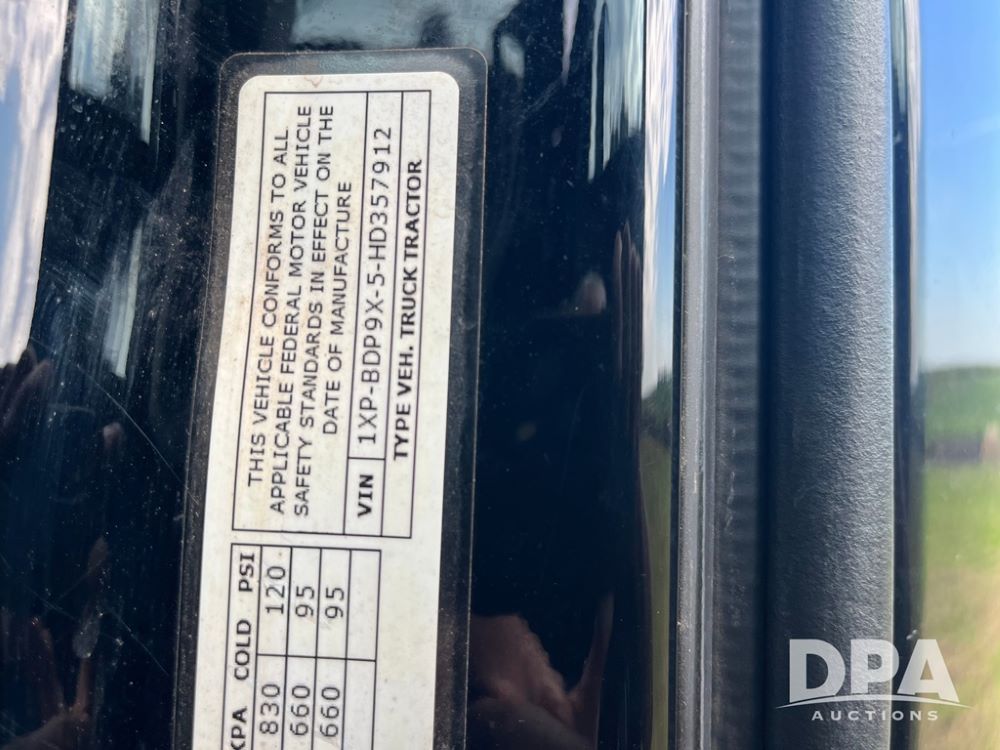 THIS VEHICLE CONFORMS TO ALL
APPLICABLE FEDERAL MOTOR VEHICLE
SAFETY STANDARDS IN EFFECT ON THE
DATE OF MANUFACTURE
VIN 1XP-BDP9X-5-HD357912
TYPE VEH. TRUCK TRACTOR
KPA COLD PSI
830 120
660 95
660 95
DPA
AUCTIONS